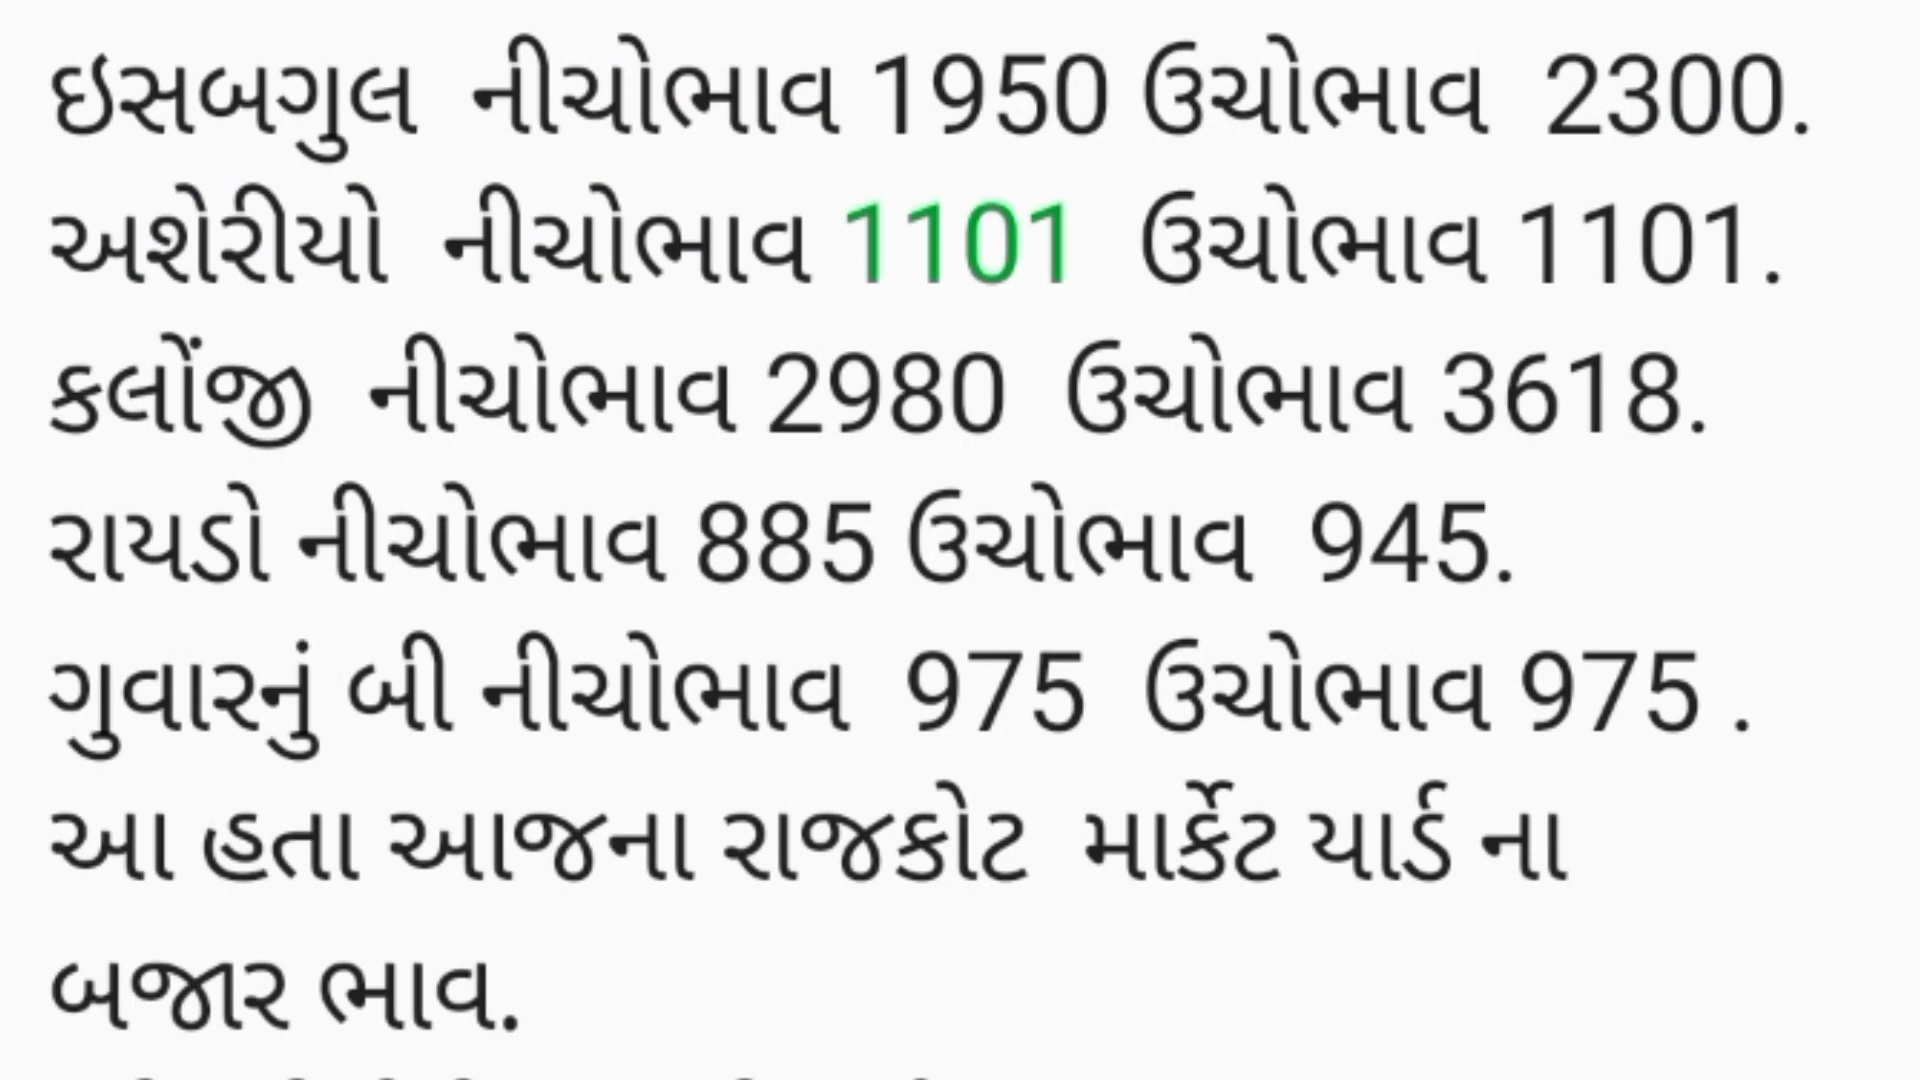 ઇસબગુલ નીચોભાવ 1950 ઉચોભાવ 2300.
અશેરીયો નીચોભાવ 1101 ઉચોભાવ 1101.
કલોંજી નીચોભાવ 2980 ઉચોભાવ 3618.
રાયડો નીચોભાવ 885 ઉચોભાવ 945.
ગુવારનું બી નીચોભાવ 975 ઉચોભાવ 975 .
આ હતા આજના રાજકોટ માર્કેટ યાર્ડ ના
બજાર ભાવ.